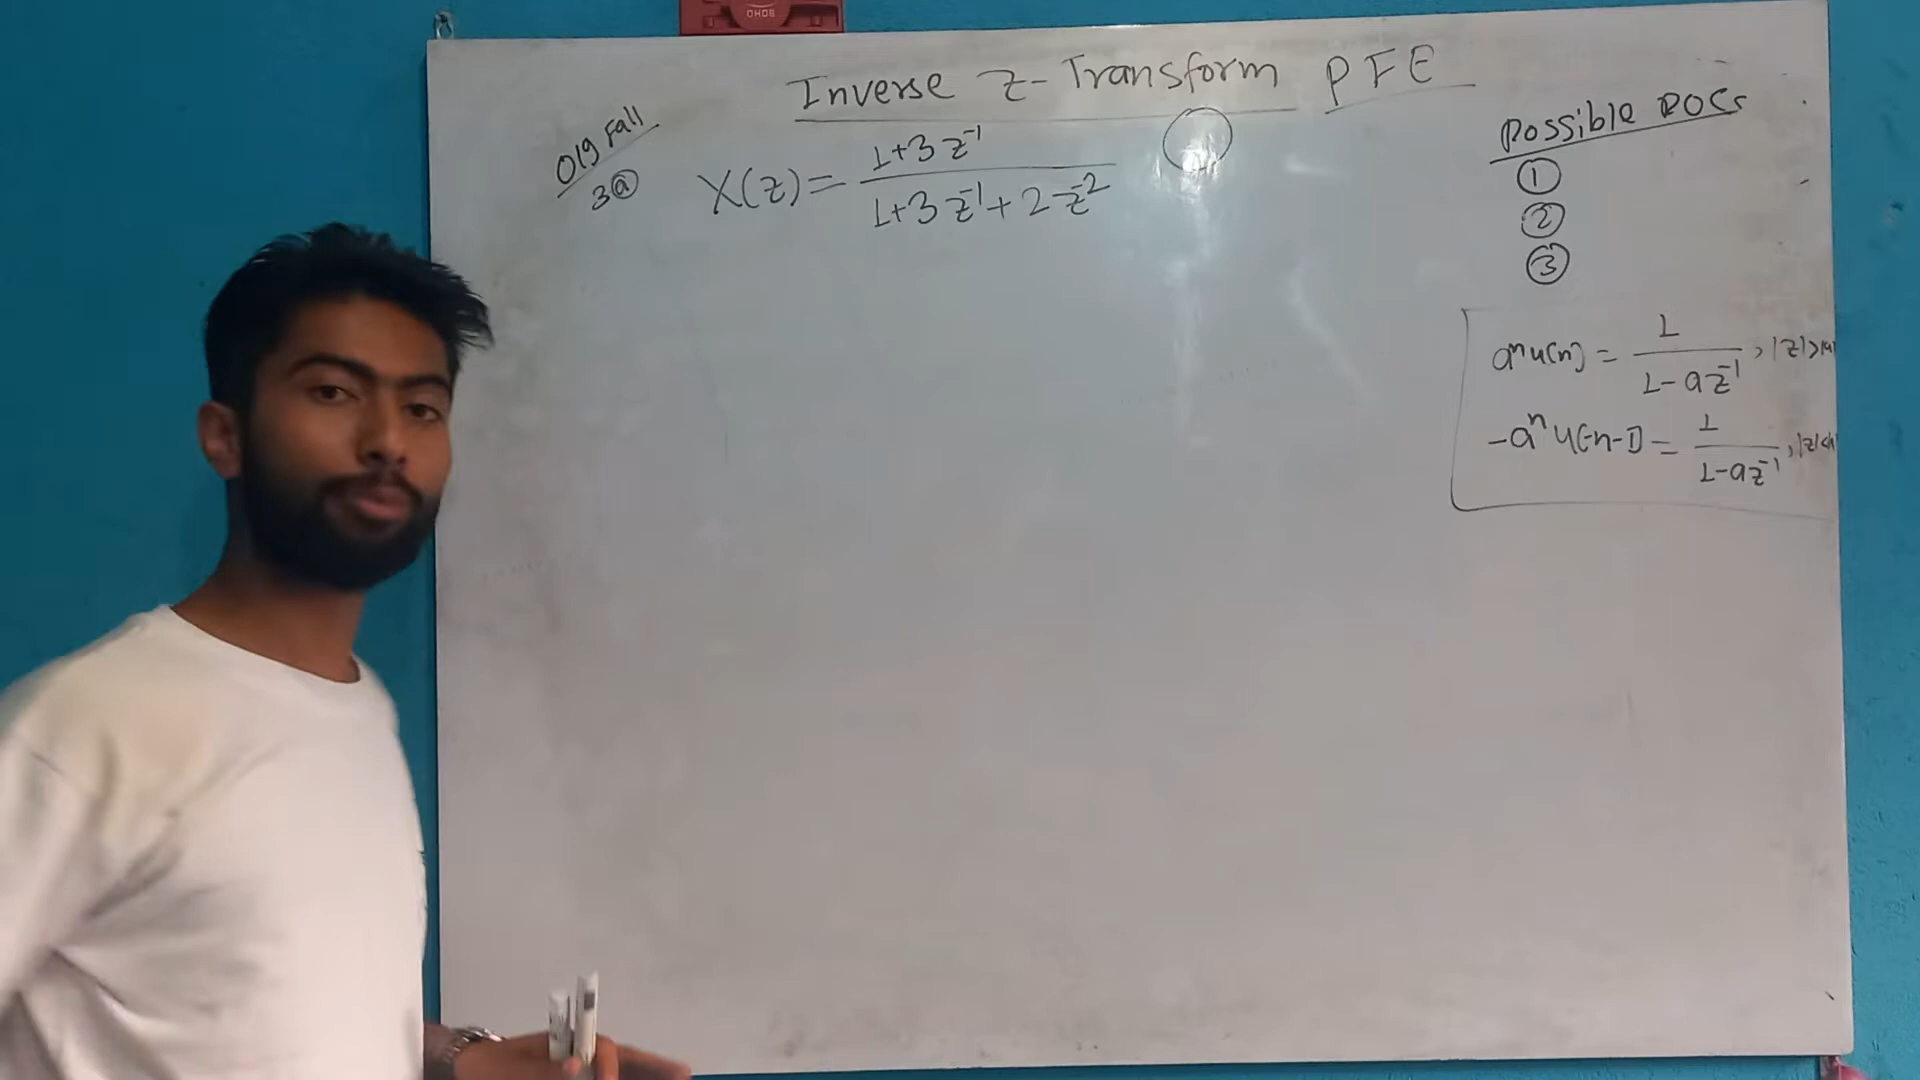 Inverse Z-Transform PFE
019 Fall
3ⓐ
X(z) = 1+3z⁻¹ / 1+3z⁻¹+2z⁻²
Possible ROCs
①
②
③
aⁿu(n) = 1 / 1-az⁻¹ , |z|>|a|
-aⁿu(-n-1) = 1 / 1-az⁻¹ , |z|<|a